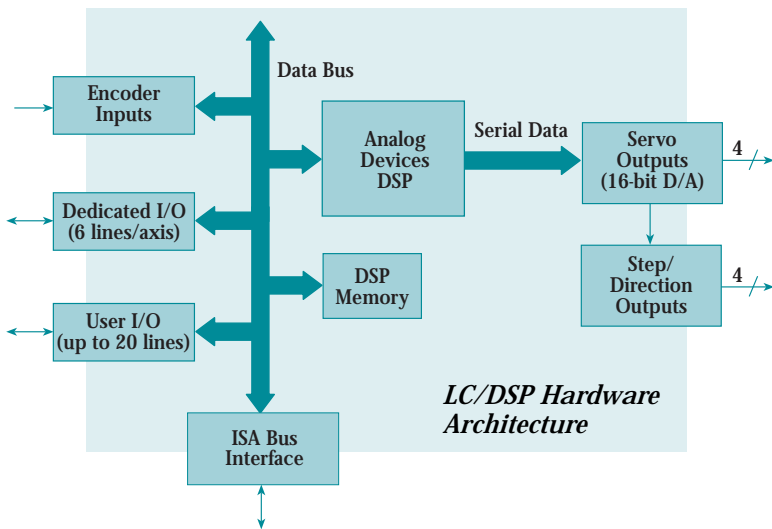 Data Bus
Encoder
Inputs
Analog
Devices
DSP
Serial Data
Servo
Outputs
(16-bit D/A)
4
Dedicated I/O
(6 lines/axis)
DSP
Memory
Step/
Direction
Outputs
4
User I/O
(up to 20 lines)
LC/DSP Hardware
Architecture
ISA Bus
Interface